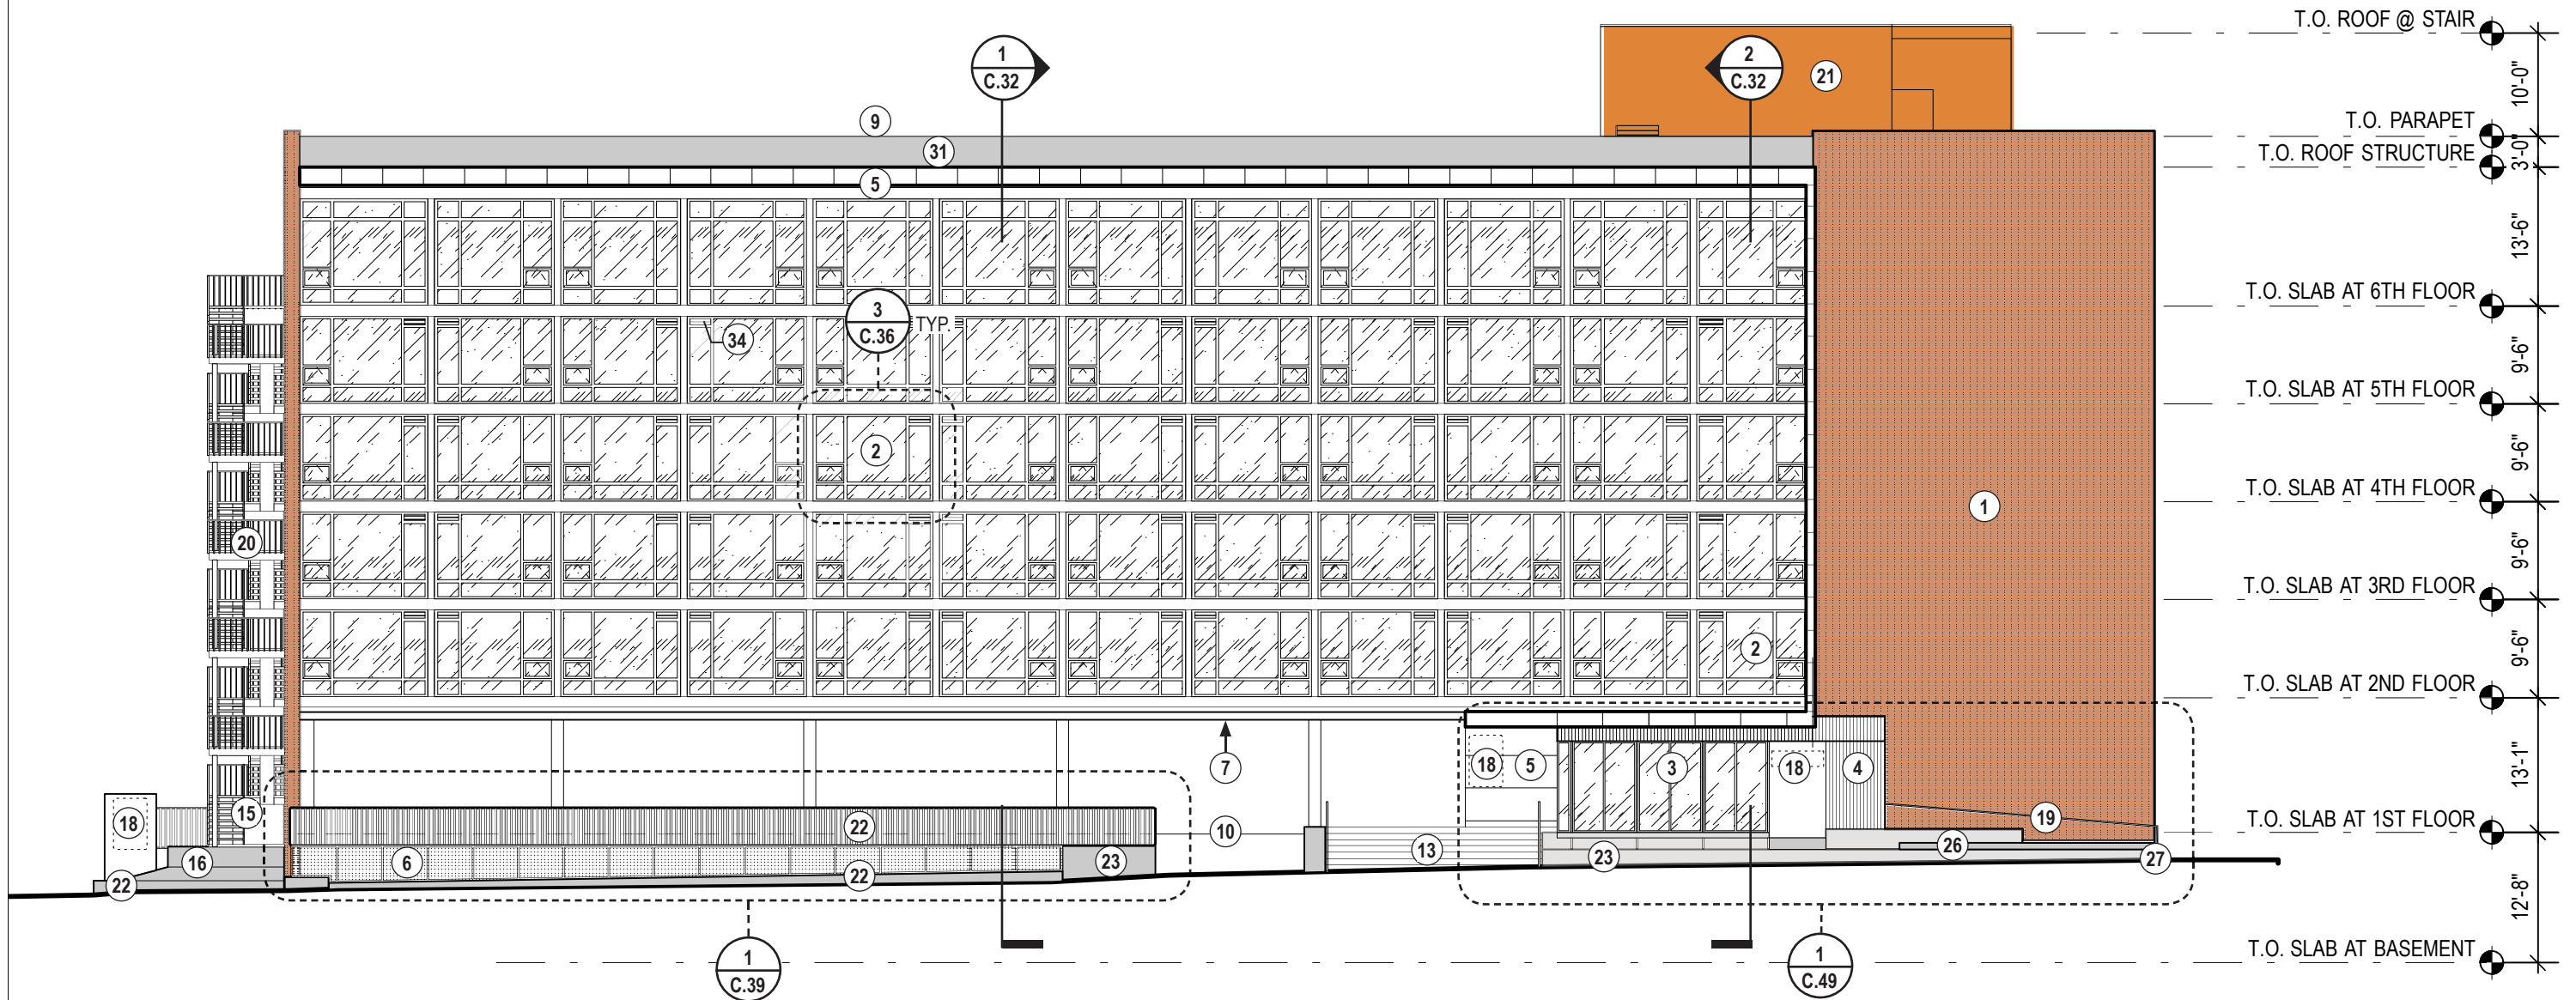 T.O. ROOF @ STAIR
1
C.32
2
C.32
21
10'-0"
9
T.O. PARAPET
31
3'-0"
T.O. ROOF STRUCTURE
5
13'-6"
T.O. SLAB AT 6TH FLOOR
3
C.36
TYP.
34
9'-6"
T.O. SLAB AT 5TH FLOOR
2
9'-6"
T.O. SLAB AT 4TH FLOOR
1
20
9'-6"
T.O. SLAB AT 3RD FLOOR
2
9'-6"
T.O. SLAB AT 2ND FLOOR
7
18
5
3
18
4
13'-1"
18
15
22
10
19
T.O. SLAB AT 1ST FLOOR
16
6
23
13
23
26
27
22
22
12'-8"
T.O. SLAB AT BASEMENT
1
C.39
1
C.49